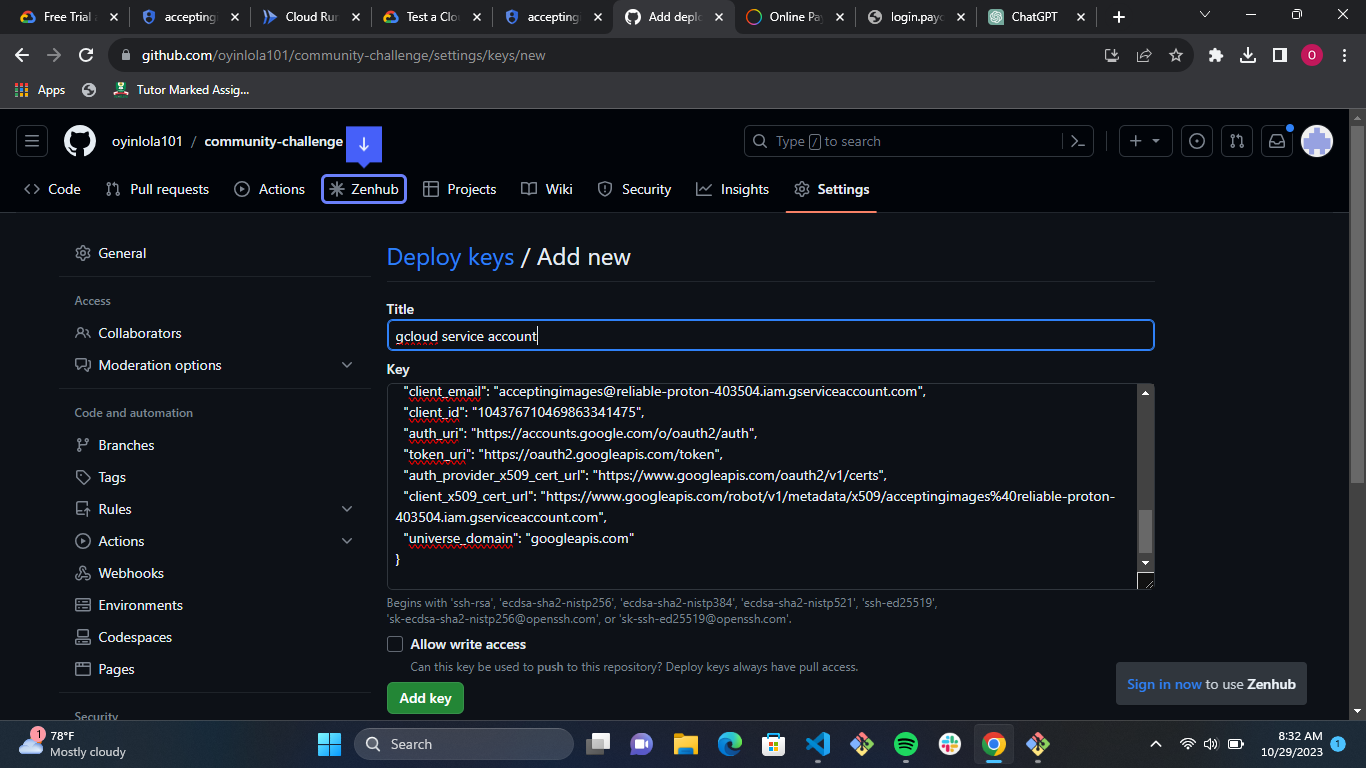 Free Trial a
accepting
Cloud Run
Test a Clo
accepting
Add deplo
Online Pay
login.payo
ChatGPT
github.com/oyinlola101/community-challenge/settings/keys/new
O
Apps
Tutor Marked Assig...
oyinlola101 / community-challenge
Type / to search
Code
Pull requests
Actions
Zenhub
Projects
Wiki
Security
Insights
Settings
General
Access
Collaborators
Moderation options
Code and automation
Branches
Tags
Rules
Actions
Webhooks
Environments
Codespaces
Pages
Security
Deploy keys / Add new
Title
gcloud service account
Key
"client_email": "acceptingimages@reliable-proton-403504.iam.gserviceaccount.com",
"client_id": "104376710469863341475",
"auth_uri": "https://accounts.google.com/o/oauth2/auth",
"token_uri": "https://oauth2.googleapis.com/token",
"auth_provider_x509_cert_url": "https://www.googleapis.com/oauth2/v1/certs",
"client_x509_cert_url": "https://www.googleapis.com/robot/v1/metadata/x509/acceptingimages%40reliable-proton-
403504.iam.gserviceaccount.com",
"universe_domain": "googleapis.com"
}
Begins with 'ssh-rsa', 'ecdsa-sha2-nistp256', 'ecdsa-sha2-nistp384', 'ecdsa-sha2-nistp521', 'ssh-ed25519',
'sk-ecdsa-sha2-nistp256@openssh.com', or 'sk-ssh-ed25519@openssh.com'.
Allow write access
Can this key be used to push to this repository? Deploy keys always have pull access.
Add key
Sign in now to use Zenhub
1
78°F
Mostly cloudy
Search
8:32 AM
10/29/2023
1